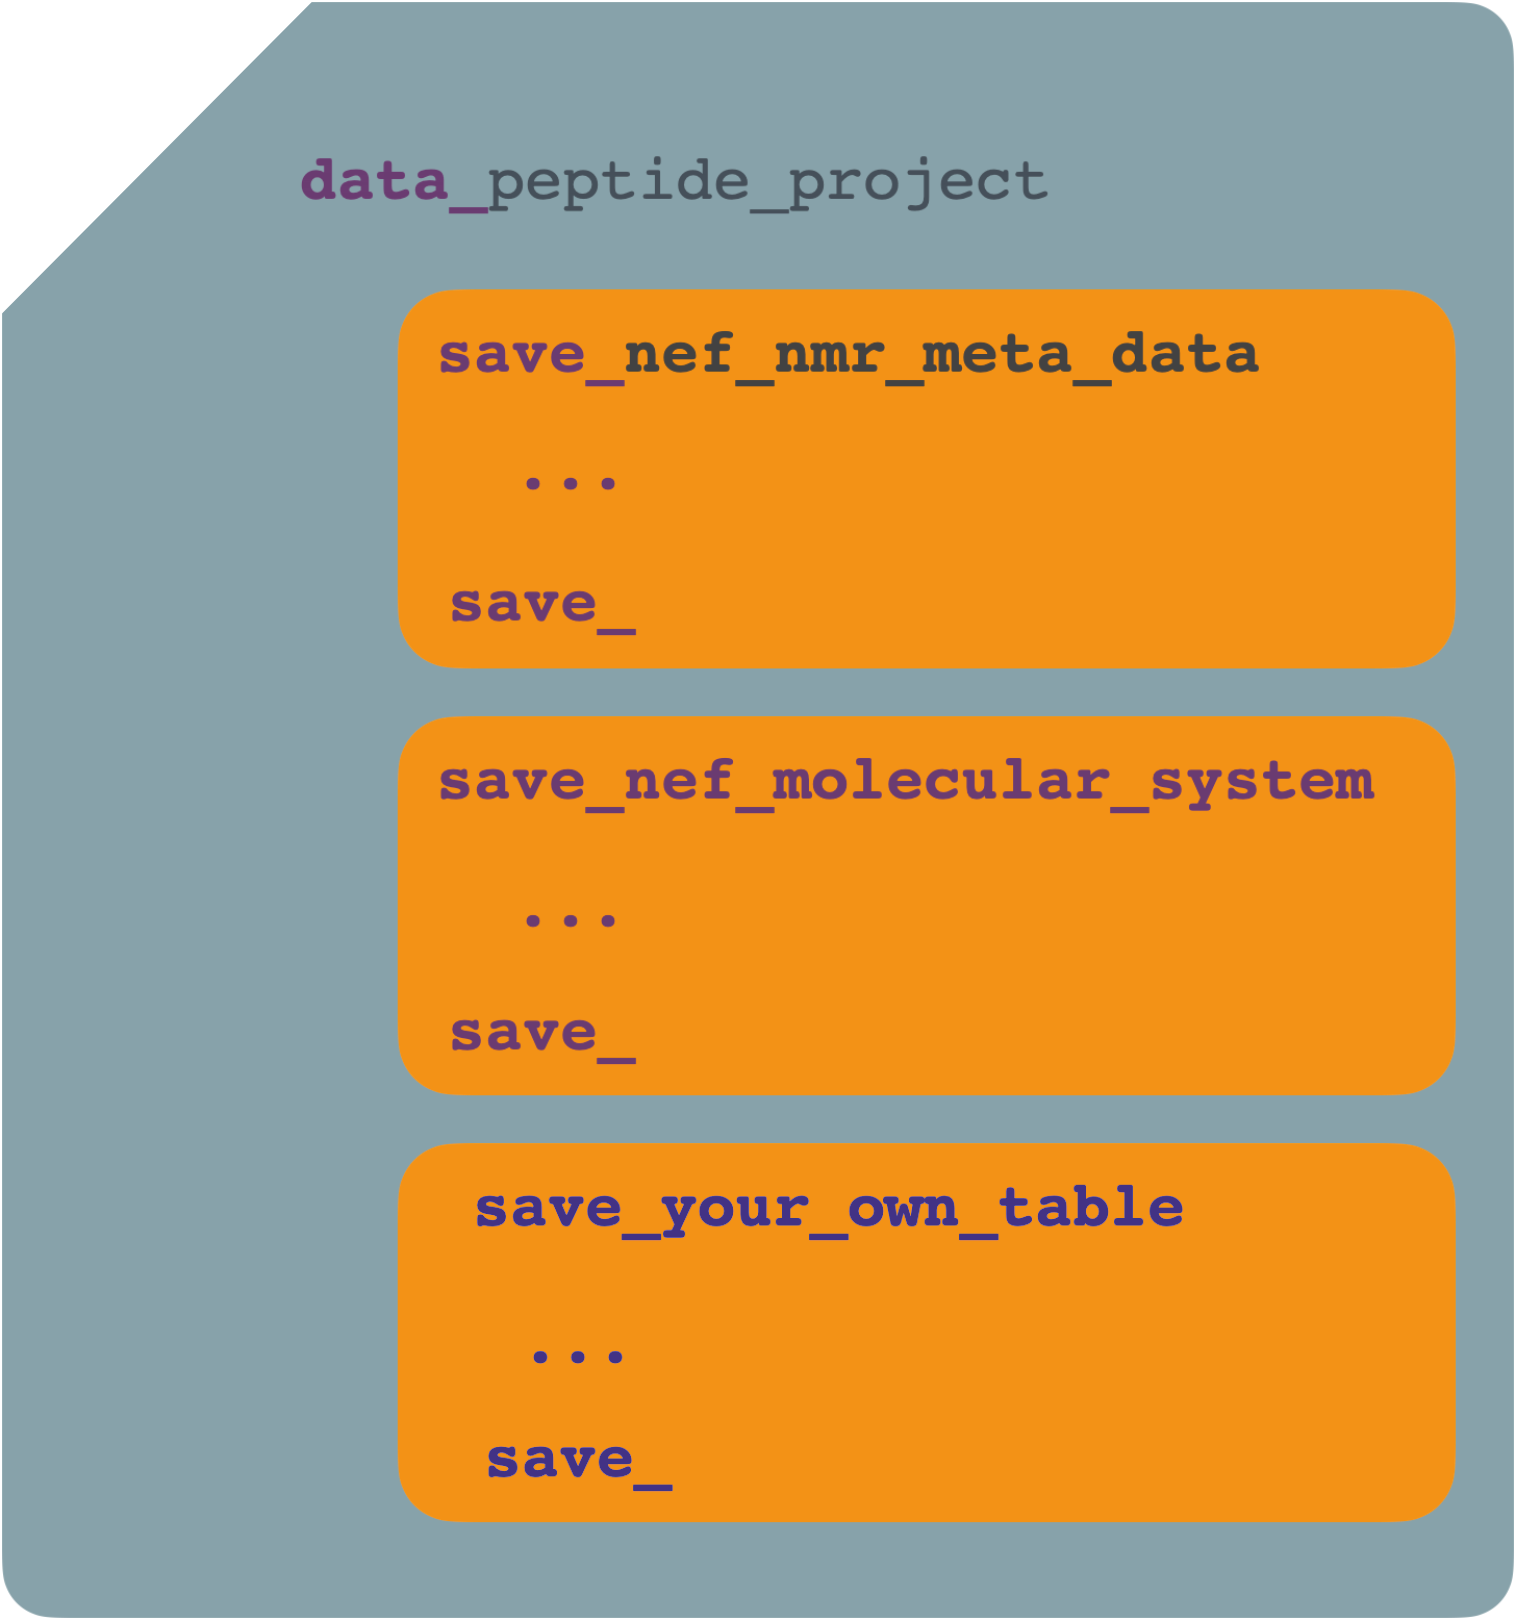 data_peptide_project
save_nef_nmr_meta_data
...
save_
save_nef_molecular_system
...
save_
save_your_own_table
...
save_